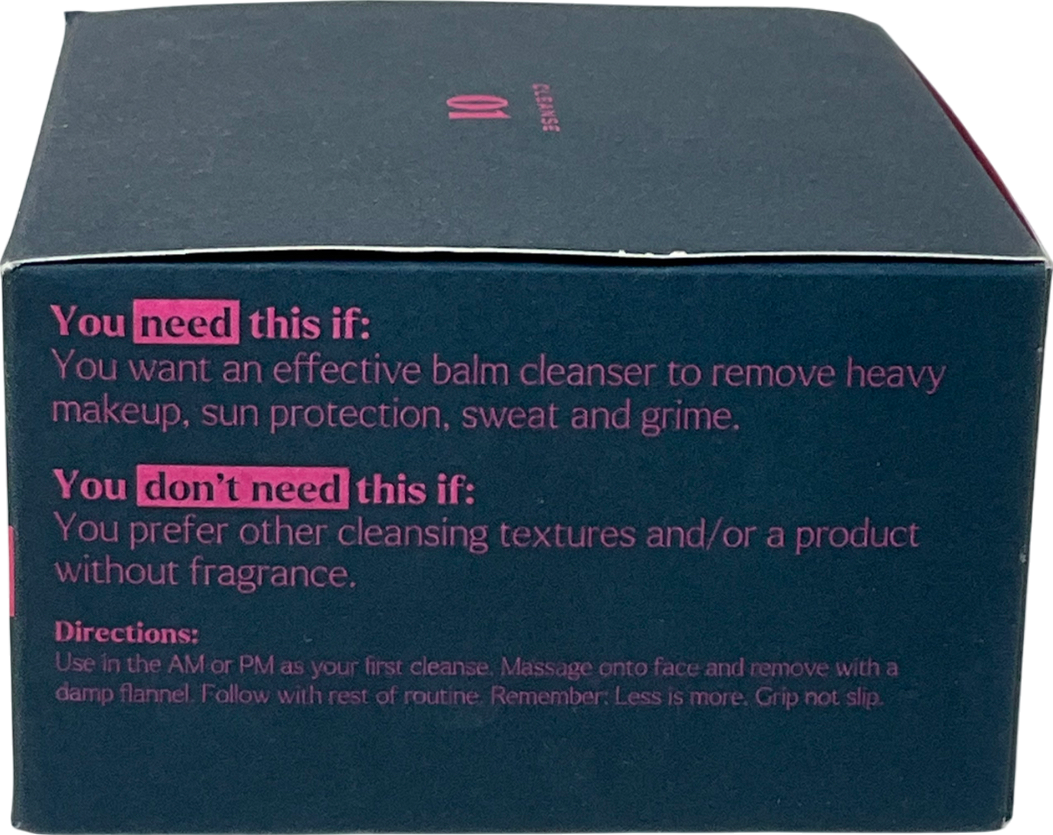 01
CLEANSE
You need this if:
You want an effective balm cleanser to remove heavy
makeup, sun protection, sweat and grime.
You don't need this if:
You prefer other cleansing textures and/or a product
without fragrance.
Directions:
Use in the AM or PM as your first cleanse. Massage onto face and remove with a
damp flannel. Follow with rest of routine. Remember: Less is more. Grip not slip.